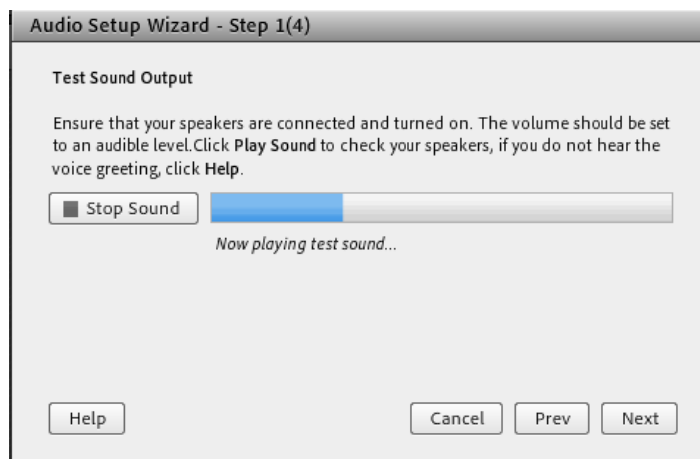 Audio Setup Wizard - Step 1(4)
Test Sound Output
Ensure that your speakers are connected and turned on. The volume should be set
to an audible level.Click Play Sound to check your speakers, if you do not hear the
voice greeting, click Help.
Stop Sound
Now playing test sound...
Help Cancel Prev Next